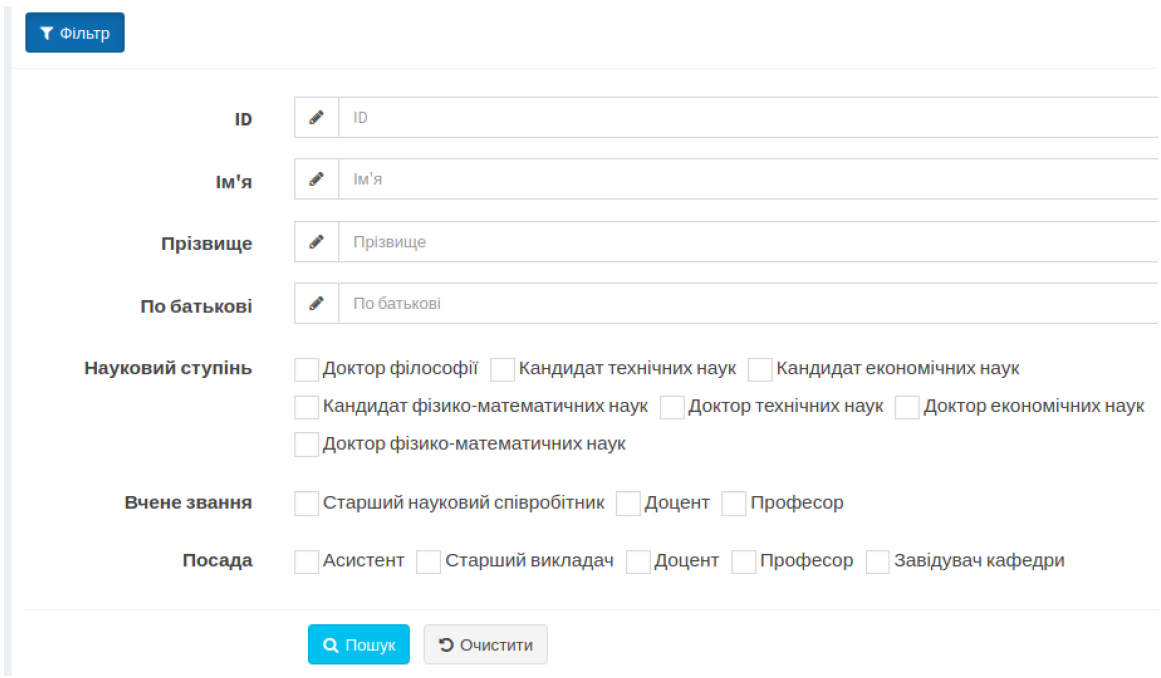 Фільтр
ID ID
Ім'я Ім'я
Прізвище Прізвище
По батькові По батькові
Науковий ступінь Доктор філософії Кандидат технічних наук Кандидат економічних наук
Кандидат фізико-математичних наук Доктор технічних наук Доктор економічних наук
Доктор фізико-математичних наук
Вчене звання Старший науковий співробітник Доцент Професор
Посада Асистент Старший викладач Доцент Професор Завідувач кафедри
Пошук Очистити